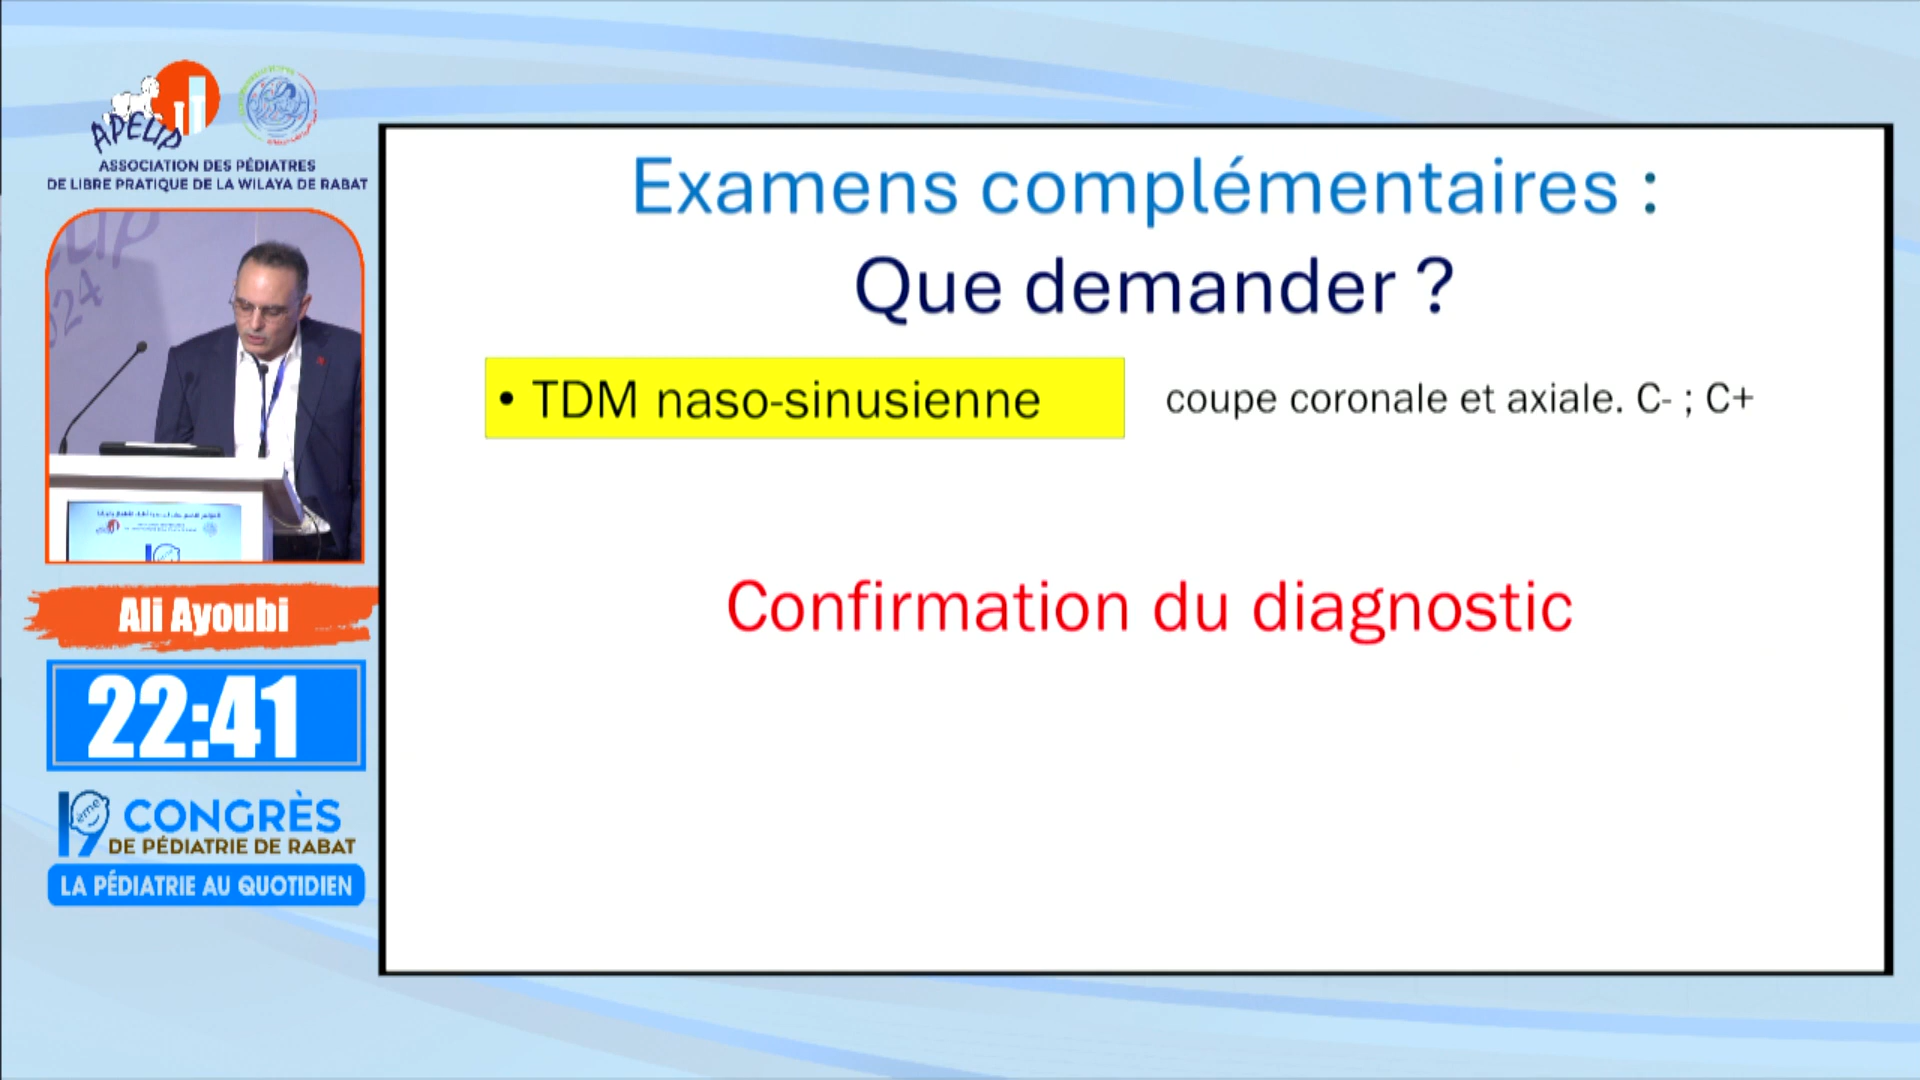 APELIP
ASSOCIATION DES PÉDIATRES
DE LIBRE PRATIQUE DE LA WILAYA DE RABAT
Ali Ayoubi
22:41
19ème CONGRÈS
DE PÉDIATRIE DE RABAT
LA PÉDIATRIE AU QUOTIDIEN
Examens complémentaires :
Que demander ?
• TDM naso-sinusienne
coupe coronale et axiale. C- ; C+
Confirmation du diagnostic